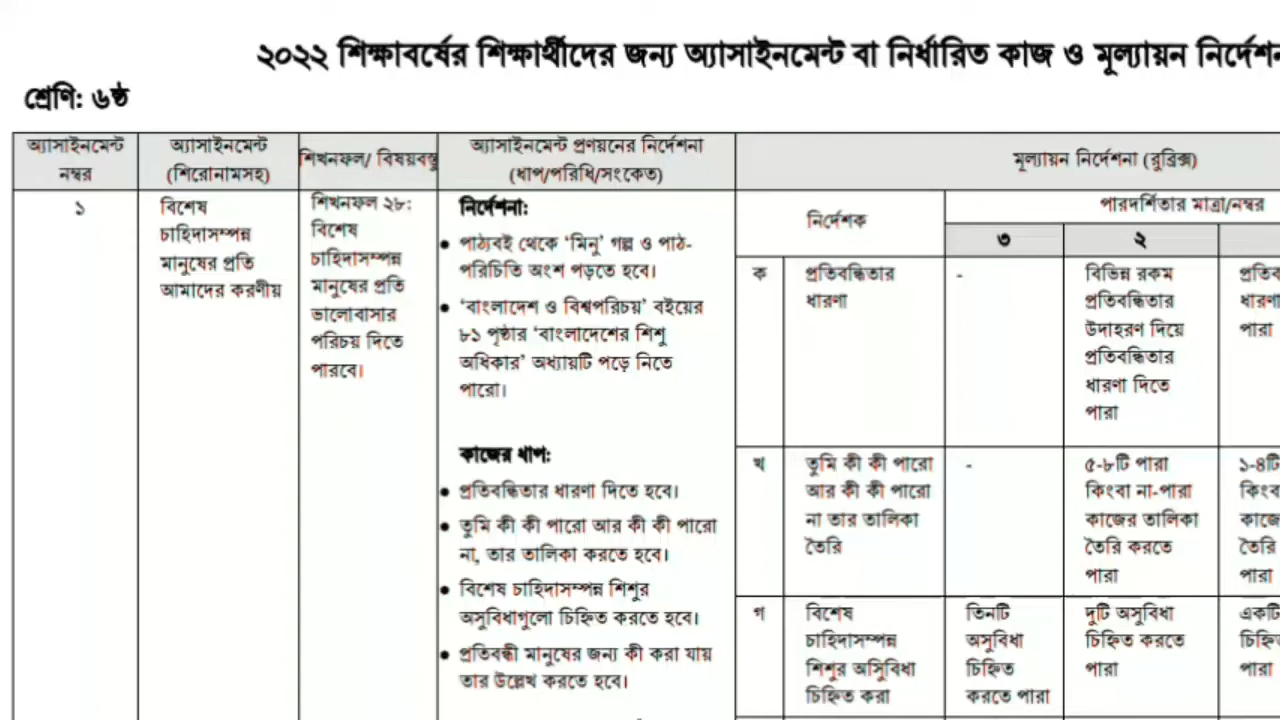 ২০২২ শিক্ষাবর্ষের শিক্ষার্থীদের জন্য অ্যাসাইনমেন্ট বা নির্ধারিত কাজ ও মূল্যায়ন
শ্রেণি: ৬ষ্ঠ
অ্যাসাইনমেন্ট
নম্বর
অ্যাসাইনমেন্ট
(শিরোনামসহ)
শিখনফল/ বিষয়বস্তু
অ্যাসাইনমেন্ট প্রণয়নের নির্দেশনা
(ধাপ/পরিধি/সংকেত)
মূল্যায়ন নির্দেশনা (রুব্রিক্স)
১
বিশেষ
চাহিদাসম্পন্ন
মানুষের প্রতি
আমাদের করণীয়
শিখনফল ২৮:
বিশেষ
চাহিদাসম্পন্ন
মানুষের প্রতি
ভালোবাসার
পরিচয় দিতে
পারবে।
নির্দেশনা:
• পাঠ্যবই থেকে ‘মিনু’ গল্প ও পাঠ-
পরিচিতি অংশ পড়তে হবে।
• ‘বাংলাদেশ ও বিশ্বপরিচয়’ বইয়ের
৮১ পৃষ্ঠার ‘বাংলাদেশের শিশু
অধিকার’ অধ্যায়টি পড়ে নিতে
পারো।
কাজের ধাপ:
• প্রতিবন্ধিতার ধারণা দিতে হবে।
• তুমি কী কী পারো আর কী কী পারো
না, তার তালিকা করতে হবে।
• বিশেষ চাহিদাসম্পন্ন শিশুর
অসুবিধাগুলো চিহ্নিত করতে হবে।
• প্রতিবন্ধী মানুষের জন্য কী করা যায়
তার উল্লেখ করতে হবে।
নির্দেশক
পারদর্শিতার মাত্রা/নম্বর
৩
২
ক
প্রতিবন্ধিতার
ধারণা
-
বিভিন্ন রকম
প্রতিবন্ধিতার
উদাহরণ দিয়ে
প্রতিবন্ধিতার
ধারণা দিতে
পারা
ধারণা
পারা
খ
তুমি কী কী পারো
আর কী কী পারো
না তার তালিকা
তৈরি
-
৫-৮টি পারা
কিংবা না-পারা
কাজের তালিকা
তৈরি করতে
পারা
১-৪টি
তৈরি
পারা
গ
বিশেষ
চাহিদাসম্পন্ন
শিশুর অসুিবিধা
চিহ্নিত করা
তিনটি
অসুবিধা
চিহ্নিত
করতে পারা
দুটি অসুবিধা
চিহ্নিত করতে
পারা
একটি
পারা